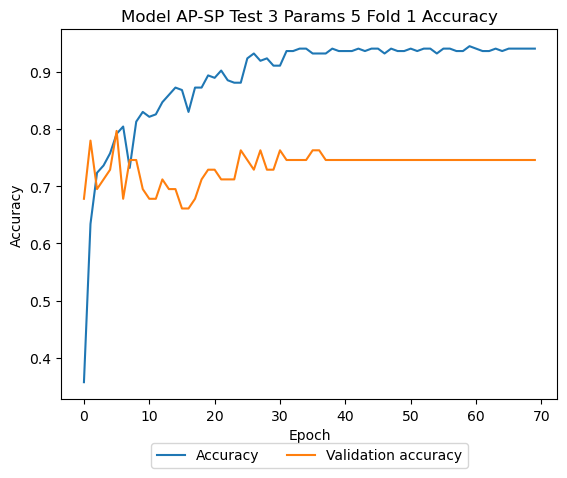 Model AP-SP Test 3 Params 5 Fold 1 Accuracy
Accuracy
0.9
0.8
0.7
0.6
0.5
0.4
0 10 20 30 40 50 60 70
Epoch
Accuracy Validation accuracy